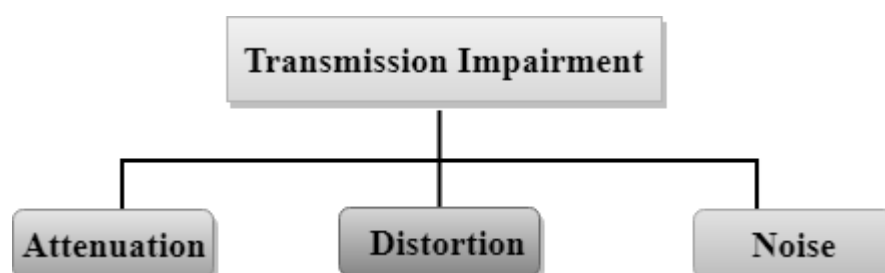 Transmission Impairment
Attenuation
Distortion
Noise